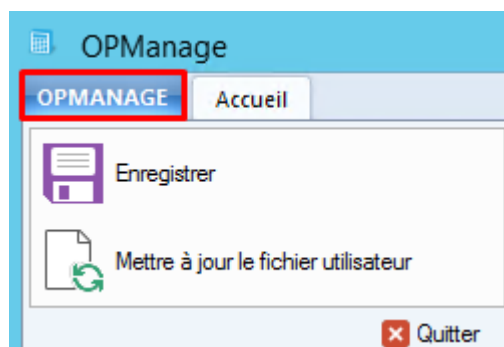 OPManage
OPMANAGE Accueil
Enregistrer
Mettre à jour le fichier utilisateur
Quitter